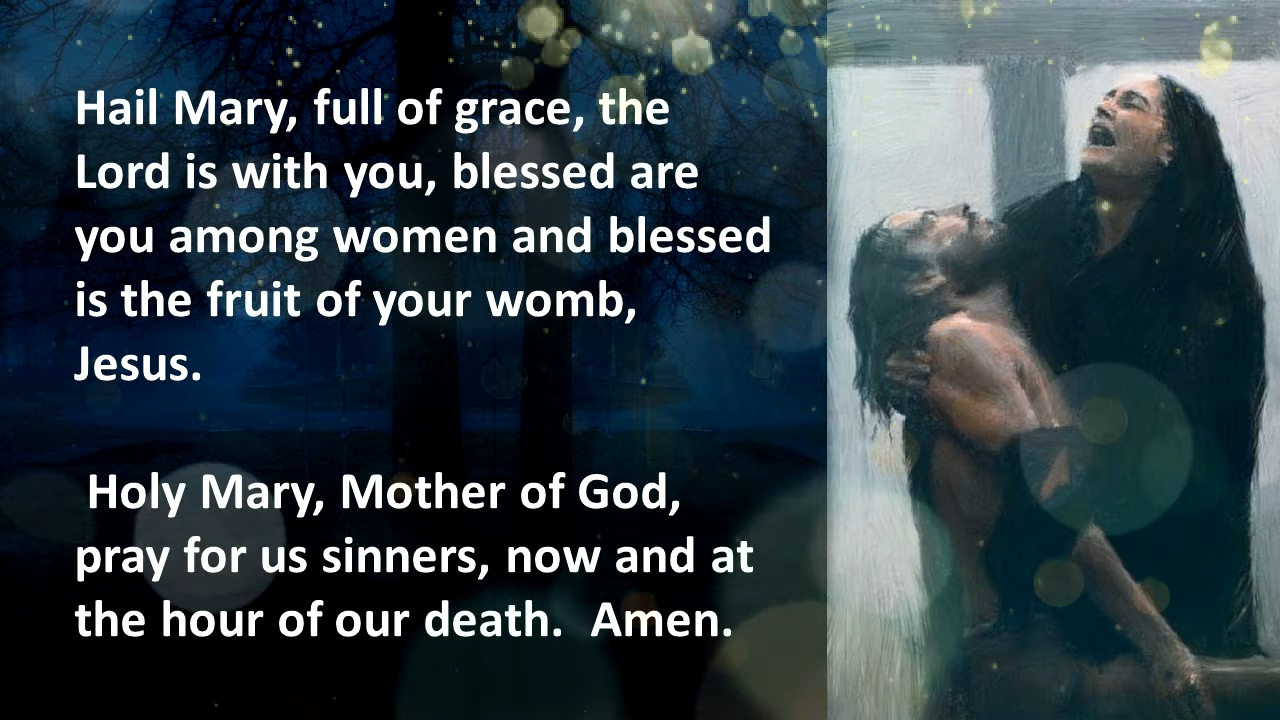 Hail Mary, full of grace, the
Lord is with you, blessed are
you among women and blessed
is the fruit of your womb,
Jesus.
Holy Mary, Mother of God,
pray for us sinners, now and at
the hour of our death.  Amen.